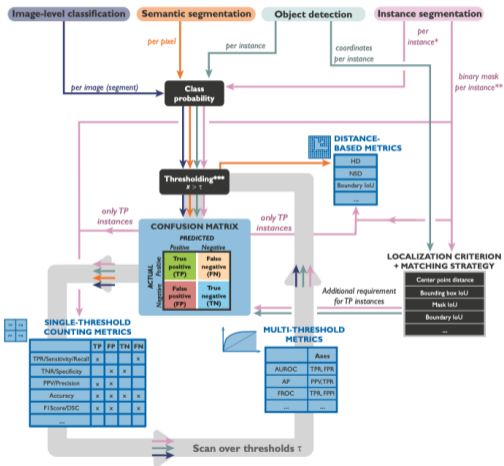 Image-level classification
Semantic segmentation
Object detection
Instance segmentation
per pixel
per instance
coordinates
per instance
per
instance*
per image (segment)
binary mask
per instance**
Class
probability
DISTANCE-
BASED METRICS
HD
NSD
Boundary IoU
...
Thresholding***
x > τ
only TP
instances
only TP
instances
CONFUSION MATRIX
PREDICTED
Positive Negative
ACTUAL
Positive
Negative
True
positive
(TP)
False
negative
(FN)
False
positive
(FP)
True
negative
(TN)
LOCALIZATION CRITERION
+ MATCHING STRATEGY
Center point distance
Bounding box IoU
Mask IoU
Boundary IoU
...
Additional requirement
for TP instances
SINGLE-THRESHOLD
COUNTING METRICS
TP FP TN FN
TPR/Sensitivity/Recall x x
TNR/Specificity x x
PPV/Precision x x
Accuracy x x x x
F1Score/DSC x x x
...
MULTI-THRESHOLD
METRICS
Axes
AUROC TPR, FPR
AP PPV,TPR
FROC TPR, FPPI
... ...
Scan over thresholds τ